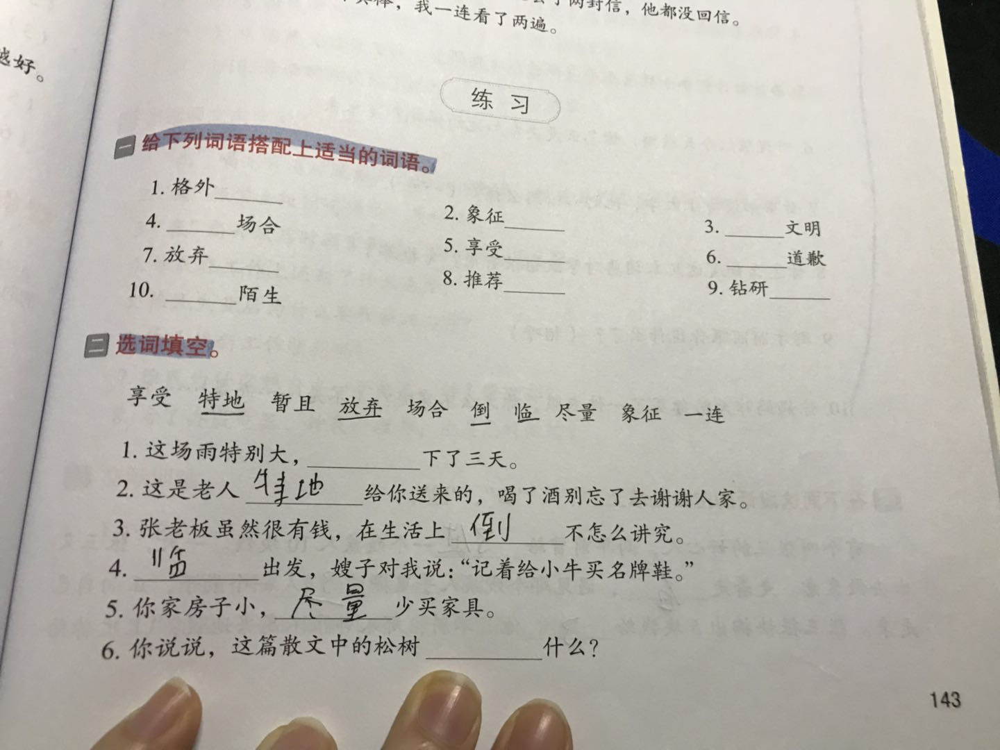 两封信，他都没回信。
棒，我一连看了两遍。
越好。
练 习
一 给下列词语搭配上适当的词语。
1. 格外______ 2. 象征______ 3. ______文明
4. ______场合 5. 享受______ 6. ______道歉
7. 放弃______ 8. 推荐______ 9. 钻研______
10. ______陌生
二 选词填空。
享受 特地 暂且 放弃 场合 倒 临 尽量 象征 一连
1. 这场雨特别大，__________下了三天。
2. 这是老人 特地 给你送来的，喝了酒别忘了去谢谢人家。
3. 张老板虽然很有钱，在生活上 倒 不怎么讲究。
4. 临 出发，嫂子对我说：“记着给小牛买名牌鞋。”
5. 你家房子小，尽量 少买家具。
6. 你说说，这篇散文中的松树__________什么？
143